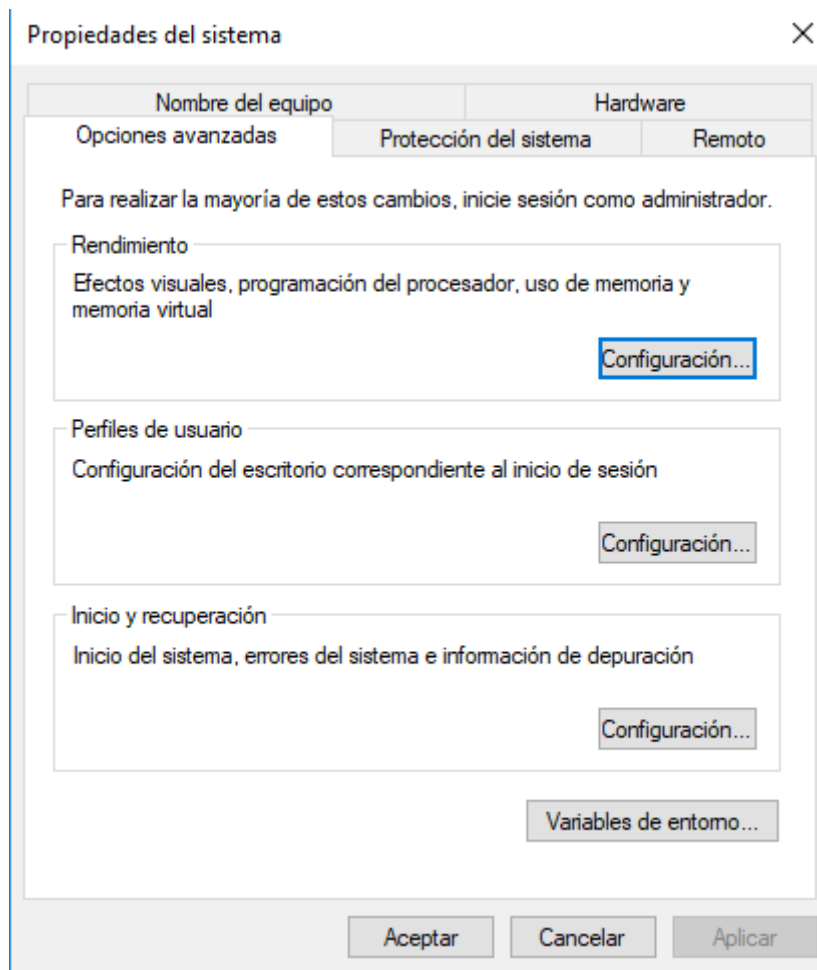 Propiedades del sistema
Nombre del equipo
Hardware
Opciones avanzadas
Protección del sistema
Remoto
Para realizar la mayoría de estos cambios, inicie sesión como administrador.
Rendimiento
Efectos visuales, programación del procesador, uso de memoria y
memoria virtual
Configuración...
Perfiles de usuario
Configuración del escritorio correspondiente al inicio de sesión
Configuración...
Inicio y recuperación
Inicio del sistema, errores del sistema e información de depuración
Configuración...
Variables de entorno...
Aceptar
Cancelar
Aplicar